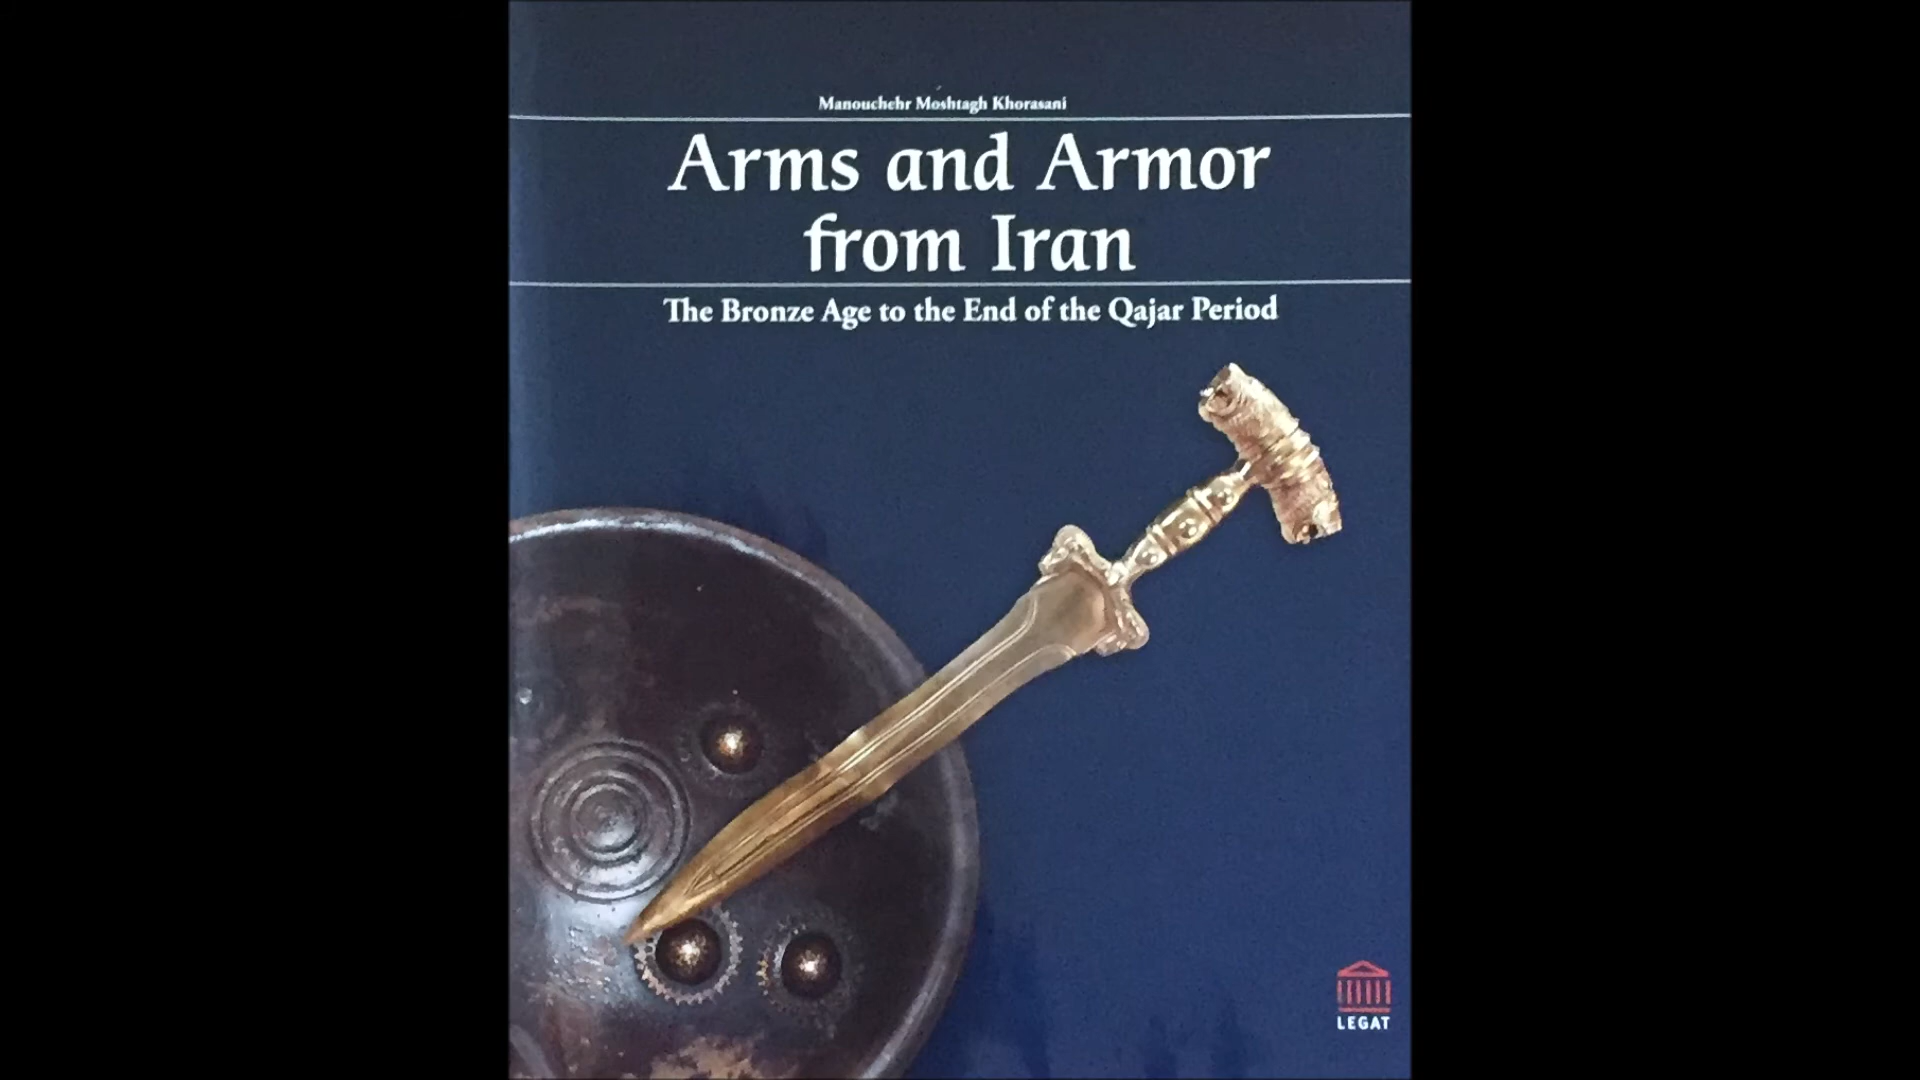 Manouchehr Moshtagh Khorasani
Arms and Armor
from Iran
The Bronze Age to the End of the Qajar Period
LEGAT